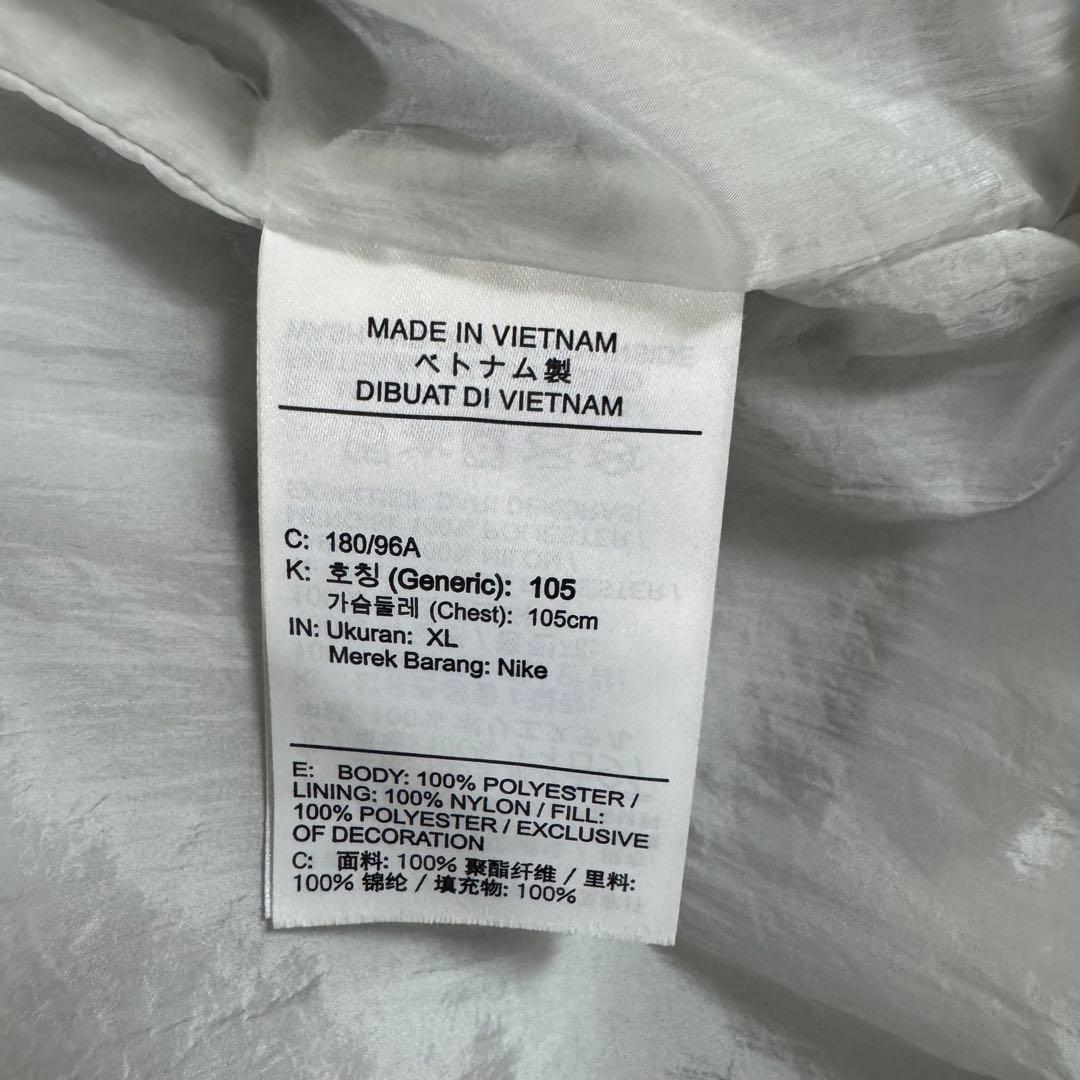 MADE IN VIETNAM
ベトナム製
DIBUAT DI VIETNAM
C: 180/96A
K: 호칭 (Generic): 105
가슴둘레 (Chest): 105cm
IN: Ukuran: XL
Merek Barang: Nike
E: BODY: 100% POLYESTER /
LINING: 100% NYLON / FILL:
100% POLYESTER / EXCLUSIVE
OF DECORATION
C: 面料: 100% 聚酯纤维 / 里料:
100% 锦纶 / 填充物: 100%